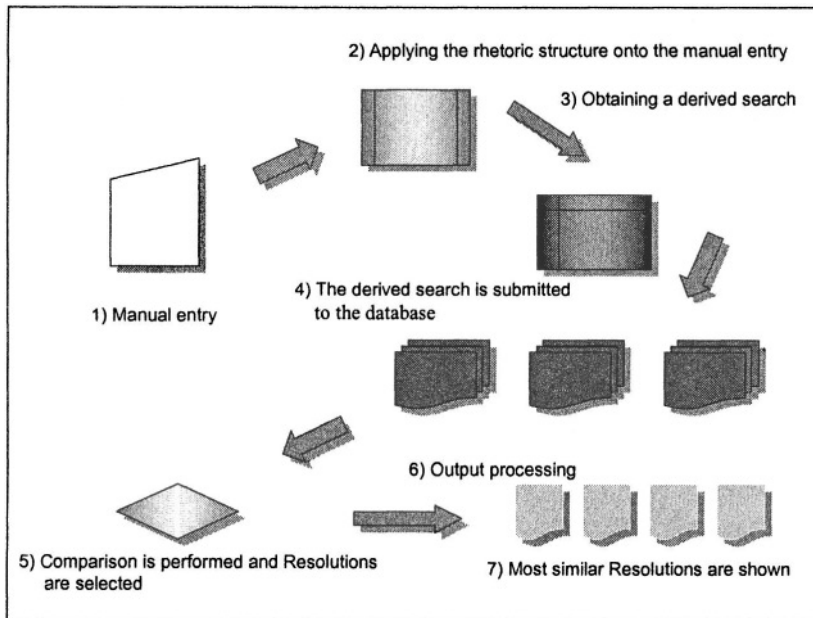 2) Applying the rhetoric structure onto the manual entry
3) Obtaining a derived search
1) Manual entry
4) The derived search is submitted
to the database
6) Output processing
5) Comparison is performed and Resolutions
are selected
7) Most similar Resolutions are shown